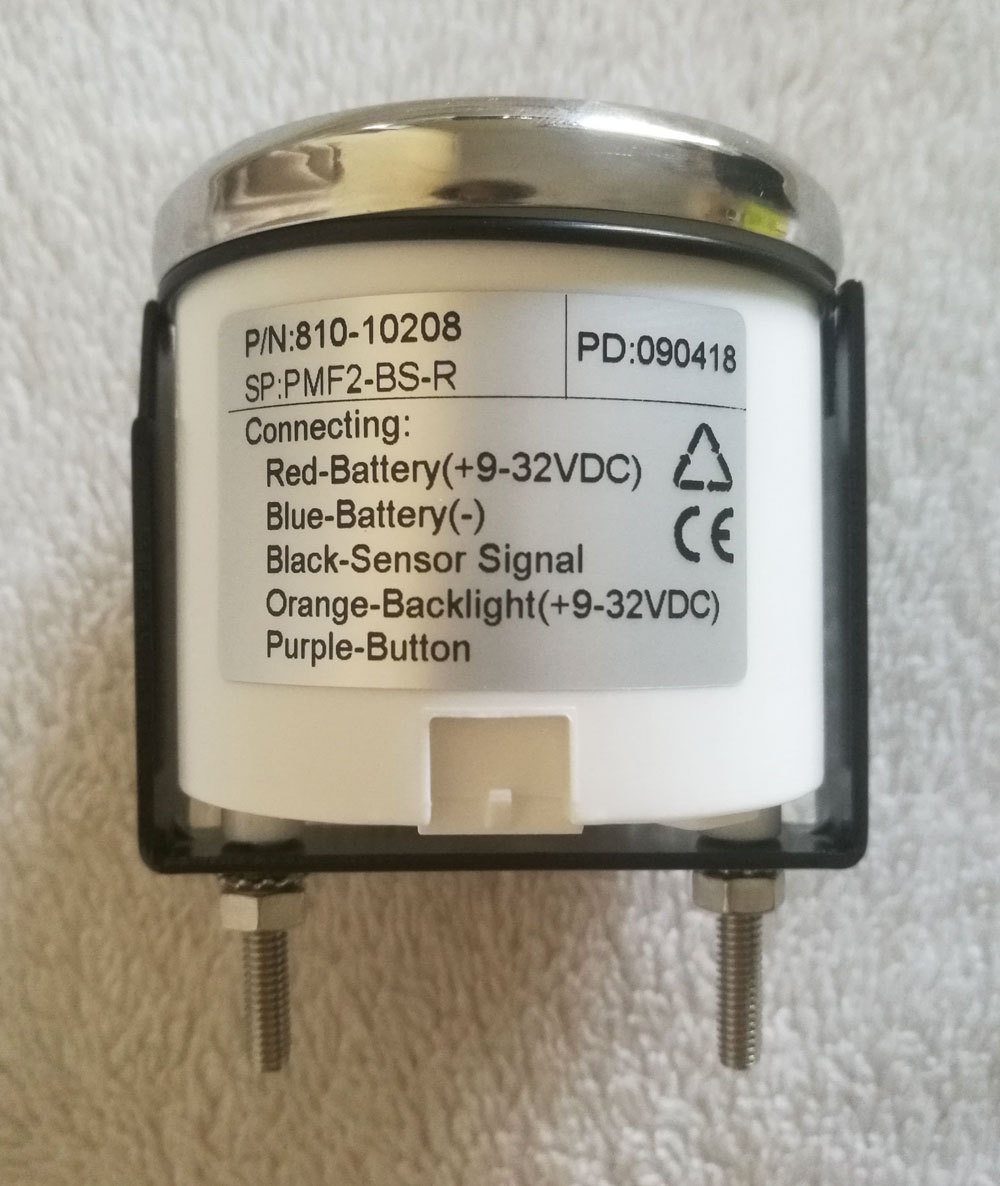 P/N:810-10208
SP:PMF2-BS-R
PD:090418
Connecting:
Red-Battery(+9-32VDC)
Blue-Battery(-)
Black-Sensor Signal
Orange-Backlight(+9-32VDC)
Purple-Button
CE